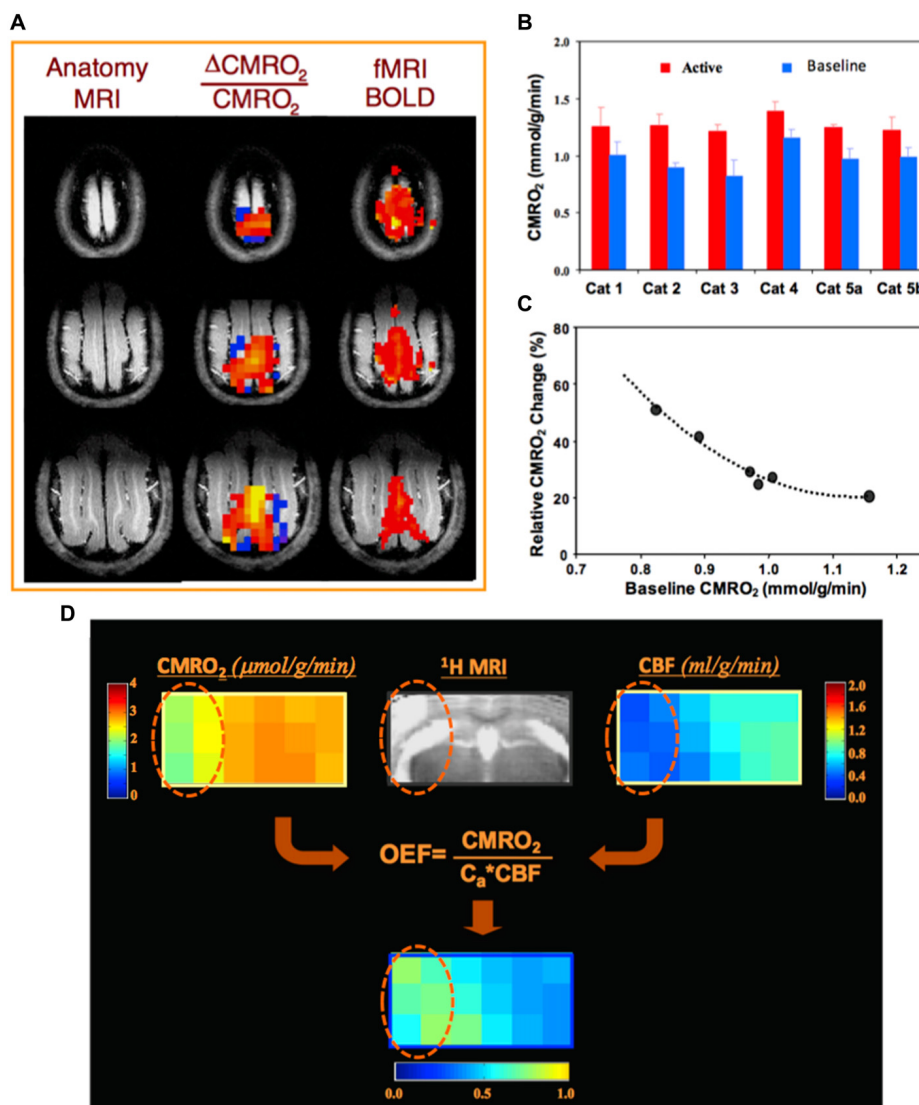 A
Anatomy
MRI
ΔCMRO₂
CMRO₂
fMRI
BOLD
B
CMRO₂ (mmol/g/min)
2.0
1.5
1.0
0.5
0.0
Active
Baseline
Cat 1
Cat 2
Cat 3
Cat 4
Cat 5a
Cat 5b
C
Relative CMRO₂ Change (%)
80
60
40
20
0
0.7
0.8
0.9
1.0
1.1
1.2
Baseline CMRO₂ (mmol/g/min)
D
CMRO₂ (μmol/g/min)
4
3
2
1
0
¹H MRI
CBF (ml/g/min)
2.0
1.6
1.2
0.8
0.4
0.0
OEF= CMRO₂
Cₐ*CBF
0.0
0.5
1.0